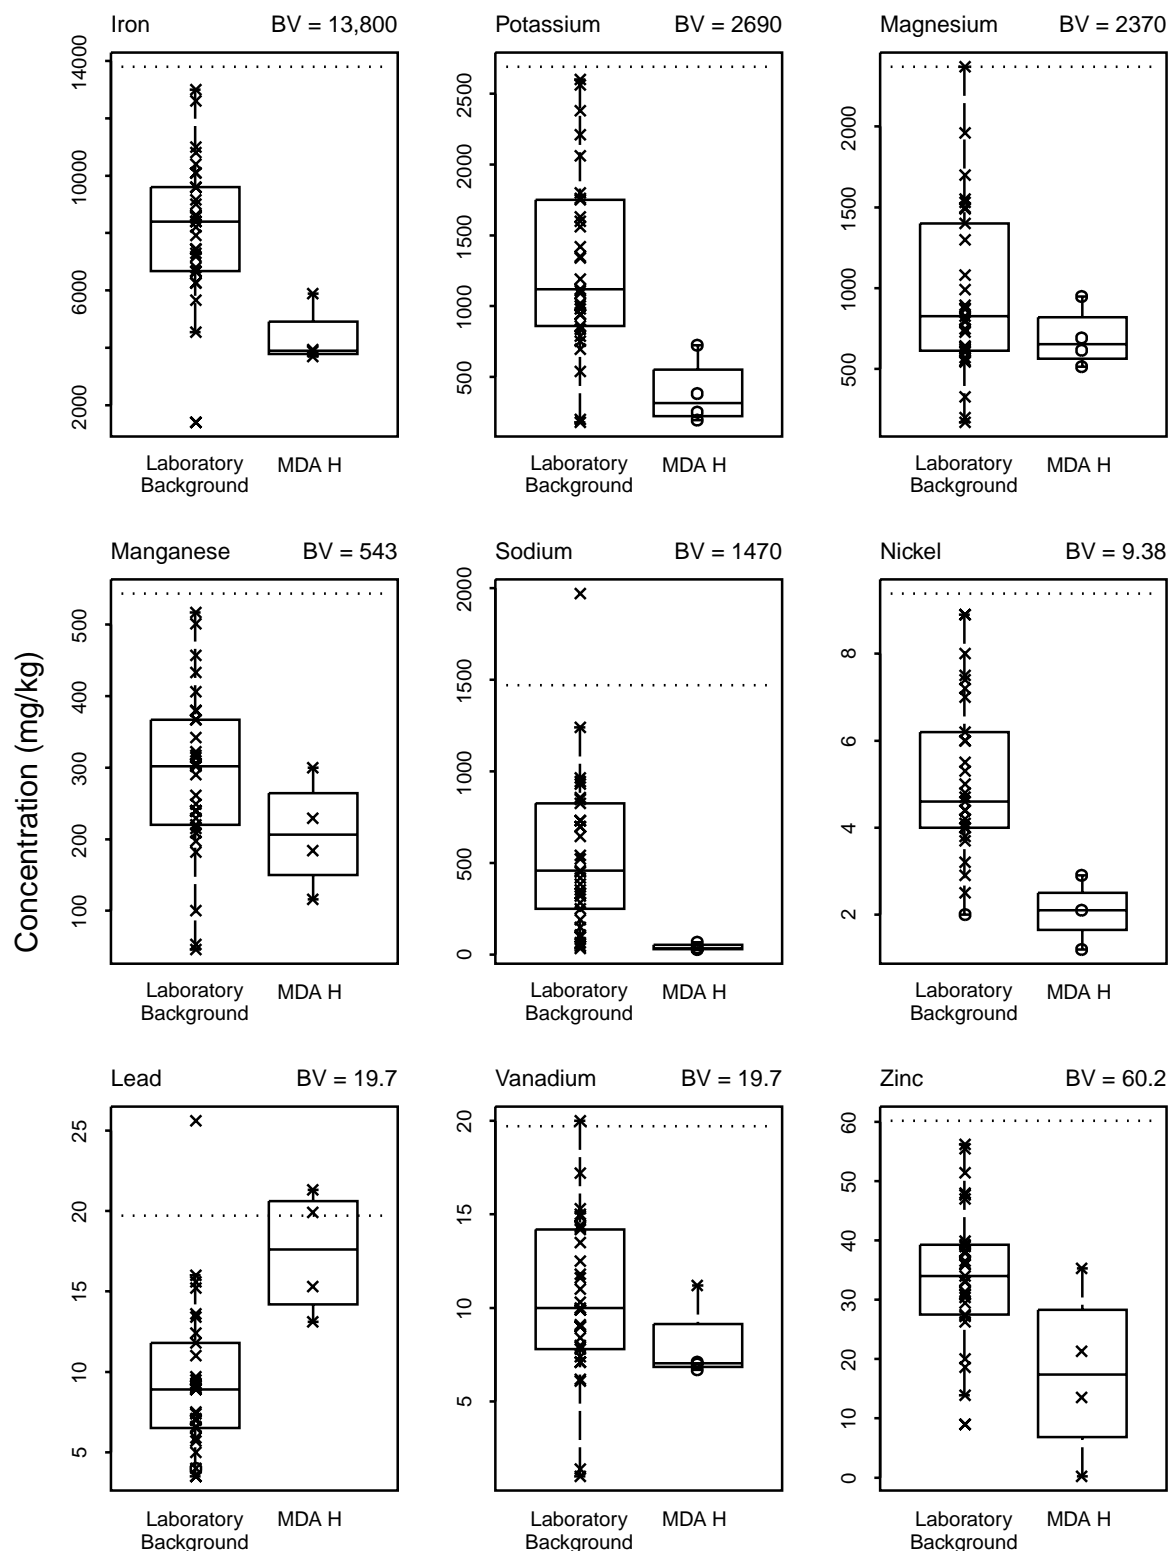 Iron BV = 13,800
Potassium BV = 2690
Magnesium BV = 2370
14000
10000
6000
2000
2500
2000
1500
1000
500
2000
1500
1000
500
Laboratory
Background
MDA H
Laboratory
Background
MDA H
Laboratory
Background
MDA H
Concentration (mg/kg)
Manganese BV = 543
Sodium BV = 1470
Nickel BV = 9.38
500
400
300
200
100
2000
1500
1000
500
0
8
6
4
2
Laboratory
Background
MDA H
Laboratory
Background
MDA H
Laboratory
Background
MDA H
Lead BV = 19.7
Vanadium BV = 19.7
Zinc BV = 60.2
25
20
15
10
5
20
15
10
5
60
50
40
30
20
10
0
Laboratory
Background
MDA H
Laboratory
Background
MDA H
Laboratory
Background
MDA H